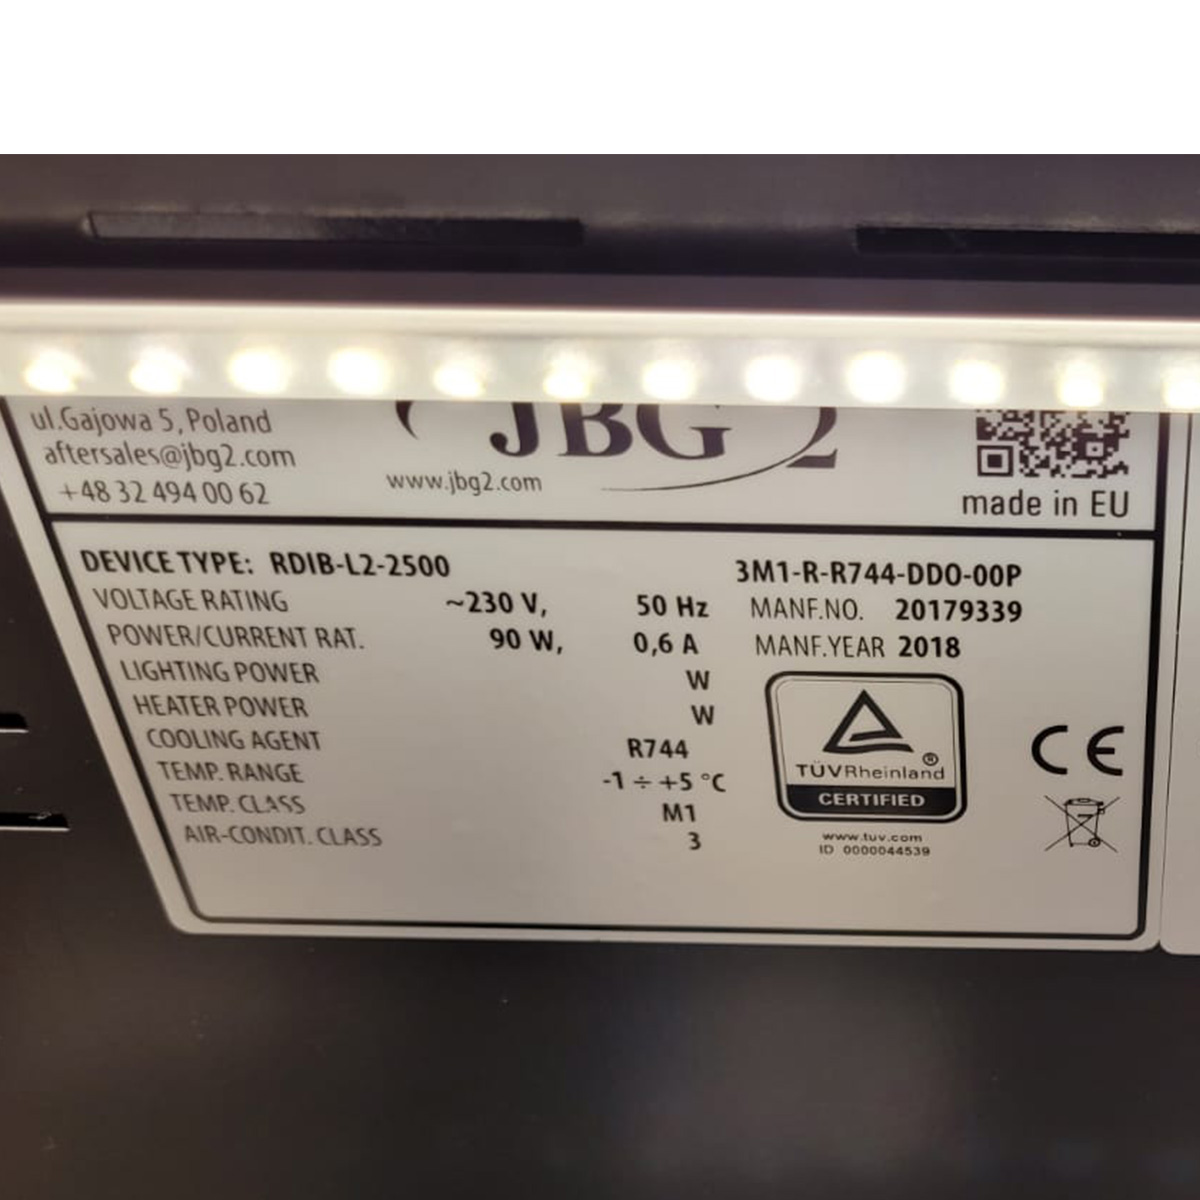 ul.Gajowa 5, Poland
aftersales@jbg2.com
+48 32 494 00 62
JBG 2
www.jbg2.com
made in EU
DEVICE TYPE: RDIB-L2-2500 3M1-R-R744-DDO-00P
VOLTAGE RATING ~230 V, 50 Hz MANF.NO. 20179339
POWER/CURRENT RAT. 90 W, 0,6 A MANF.YEAR 2018
LIGHTING POWER W
HEATER POWER W
COOLING AGENT R744
TEMP. RANGE -1 ÷ +5 °C
TEMP. CLASS M1
AIR-CONDIT. CLASS 3
TÜVRheinland®
CERTIFIED
www.tuv.com
ID 0000044539
CE